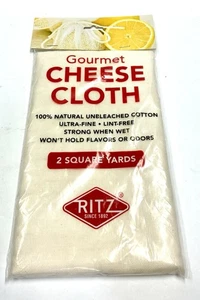 Gourmet
CHEESE
CLOTH
100% NATURAL UNBLEACHED COTTON
ULTRA-FINE • LINT-FREE
STRONG WHEN WET
WON'T HOLD FLAVORS OR ODORS
2 SQUARE YARDS
RITZ®
SINCE 1892